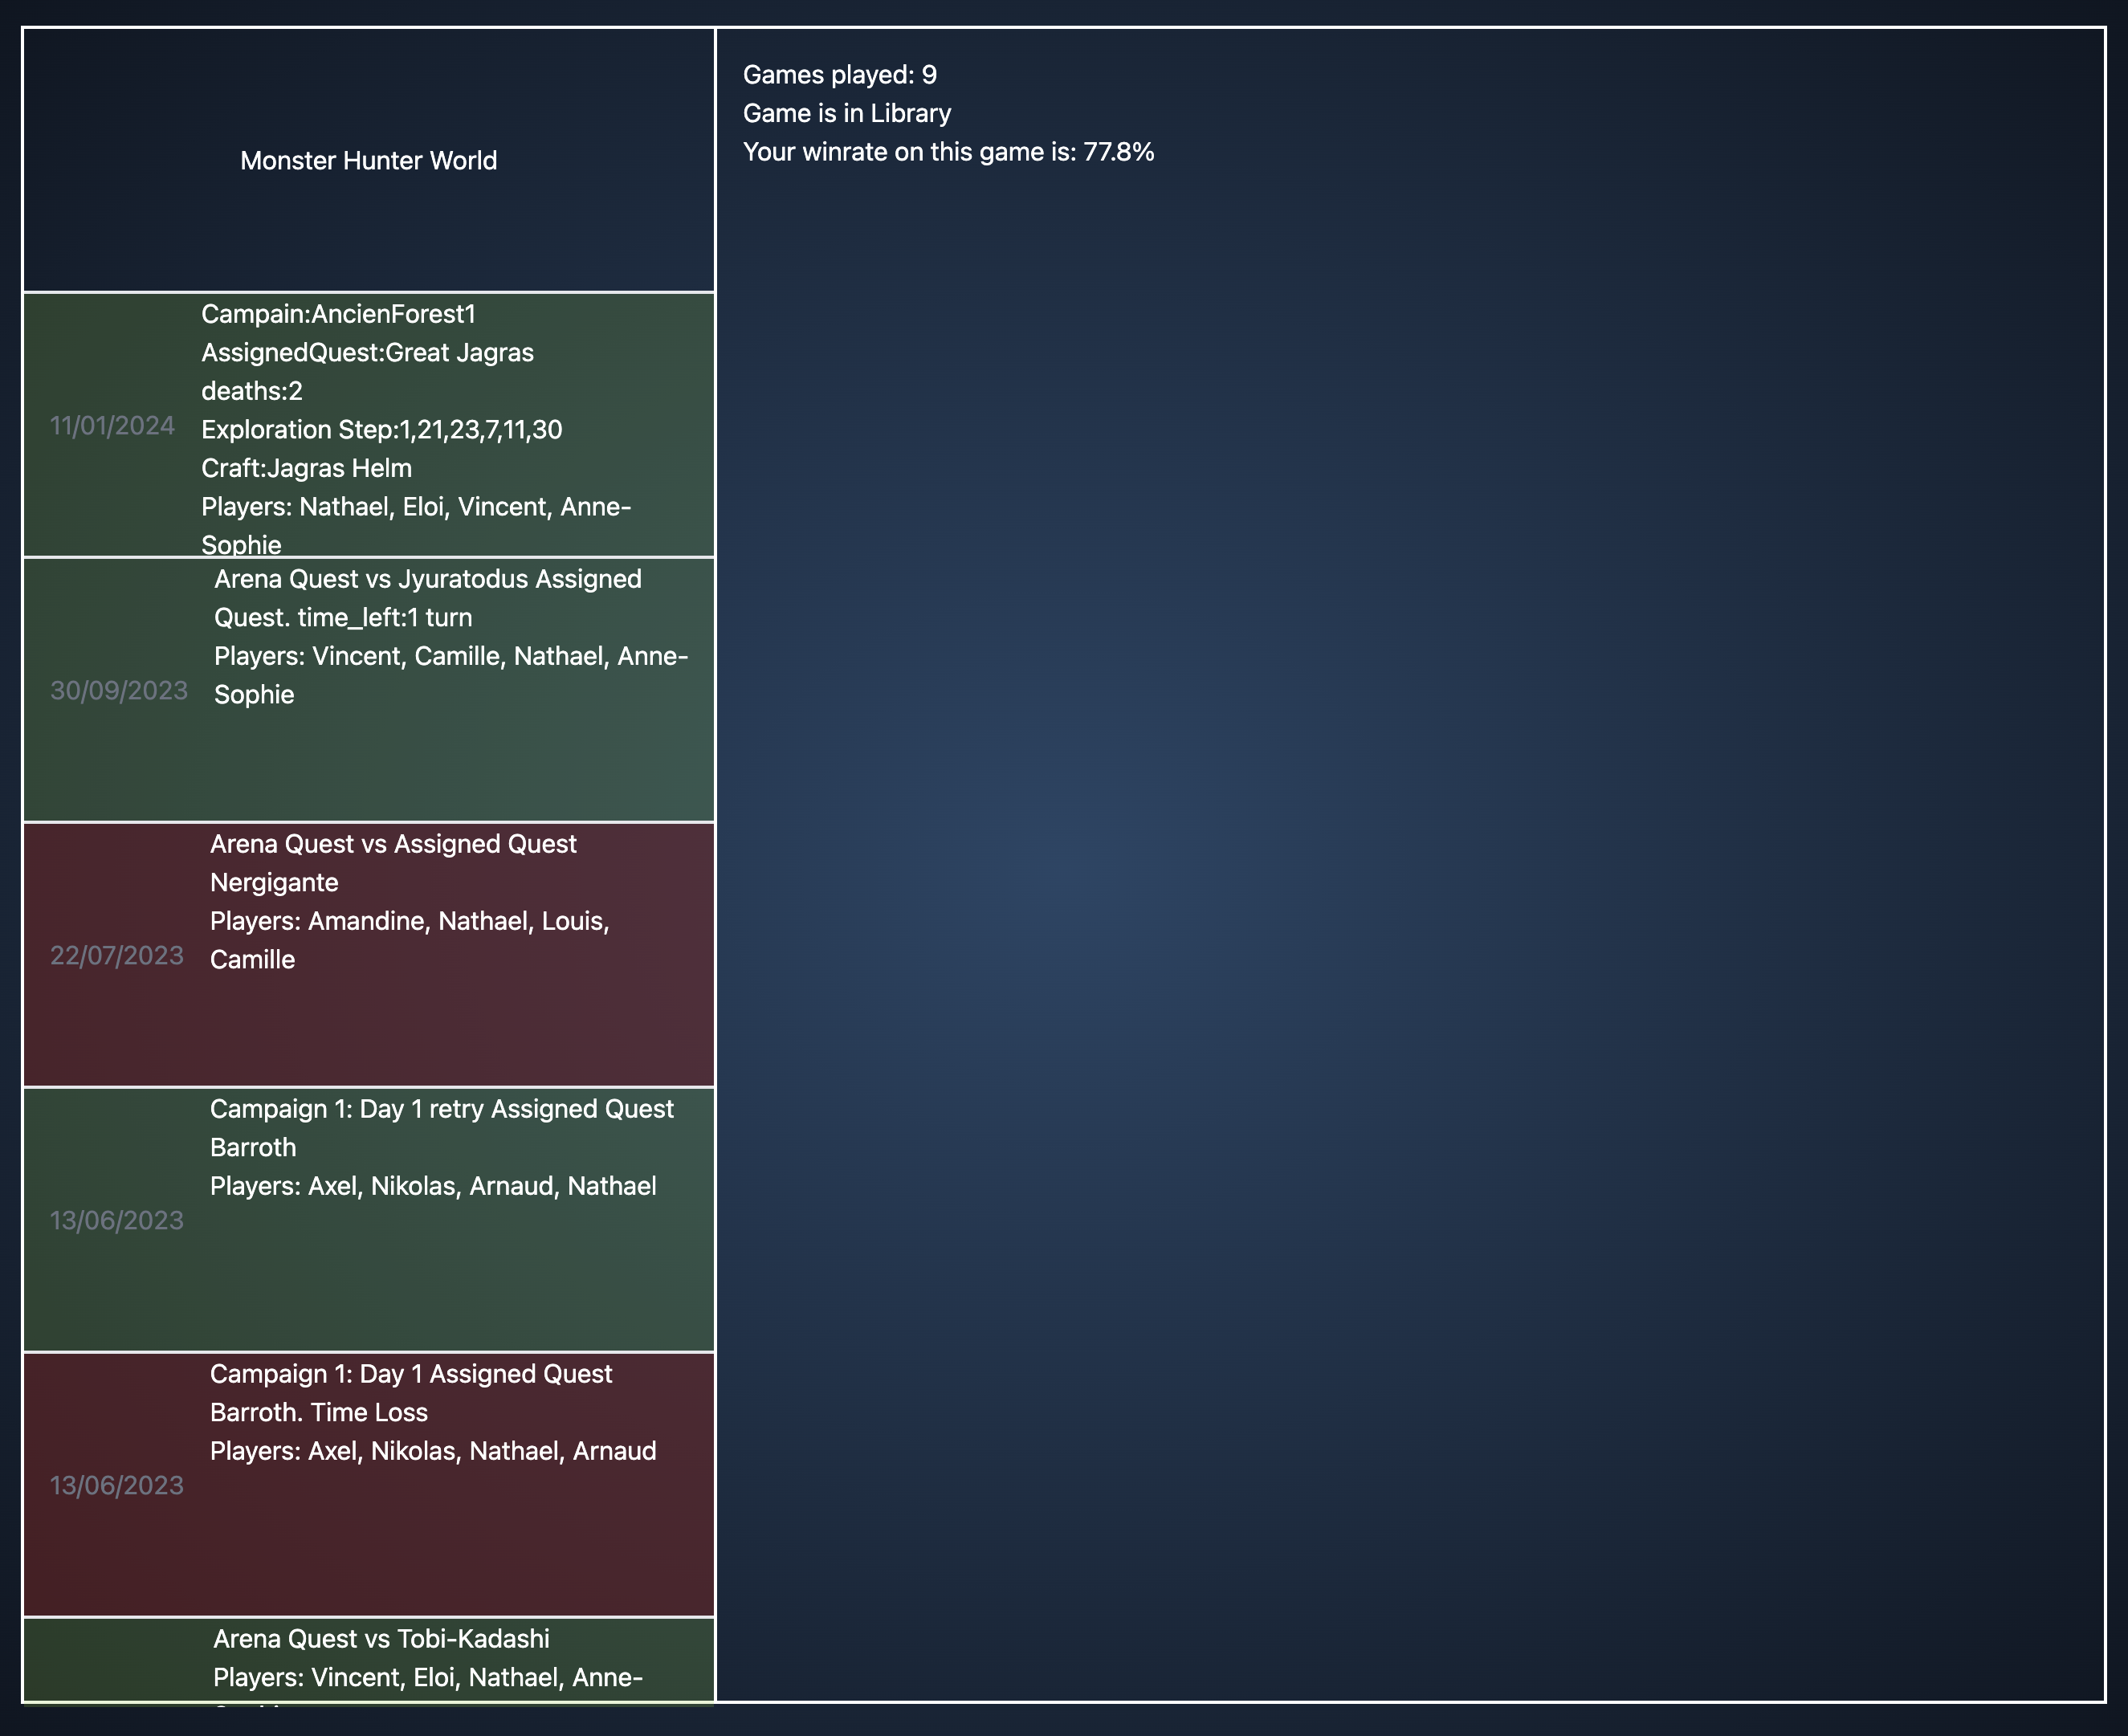 Monster Hunter World
Games played: 9
Game is in Library
Your winrate on this game is: 77.8%
11/01/2024
Campain:AncienForest1
AssignedQuest:Great Jagras
deaths:2
Exploration Step:1,21,23,7,11,30
Craft:Jagras Helm
Players: Nathael, Eloi, Vincent, Anne-
Sophie
30/09/2023
Arena Quest vs Jyuratodus Assigned
Quest. time_left:1 turn
Players: Vincent, Camille, Nathael, Anne-
Sophie
22/07/2023
Arena Quest vs Assigned Quest
Nergigante
Players: Amandine, Nathael, Louis,
Camille
13/06/2023
Campaign 1: Day 1 retry Assigned Quest
Barroth
Players: Axel, Nikolas, Arnaud, Nathael
13/06/2023
Campaign 1: Day 1 Assigned Quest
Barroth. Time Loss
Players: Axel, Nikolas, Nathael, Arnaud
Arena Quest vs Tobi-Kadashi
Players: Vincent, Eloi, Nathael, Anne-